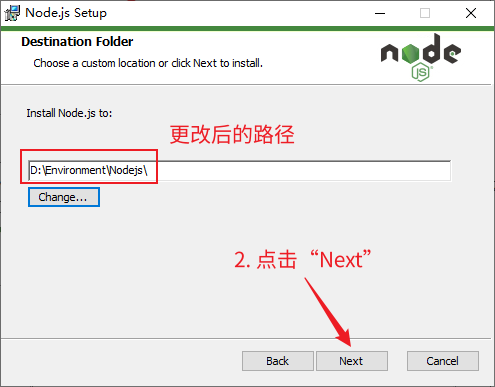 Node.js Setup
Destination Folder
Choose a custom location or click Next to install.
node
JS
Install Node.js to:
更改后的路径
D:\Environment\Nodejs\
Change...
2. 点击“Next”
Back
Next
Cancel